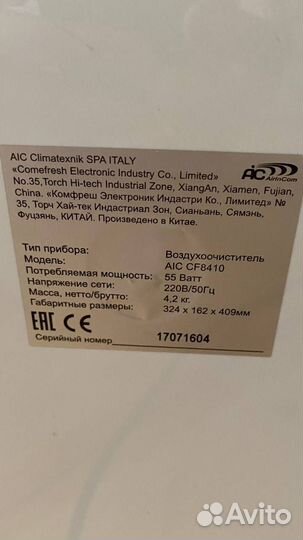 AIC Climatexnik SPA ITALY
AIC AirInCom
«Comefresh Electronic Industry Co., Limited»
No.35,Torch Hi-tech Industrial Zone, XiangAn, Xiamen, Fujian,
China. «Комфреш Электроник Индастри Ко., Лимитед» №
35, Торч Хай-тек Индастриал Зон, Сианьань, Сямэнь,
Фуцзянь, КИТАЙ. Произведено в Китае.
Тип прибора: Воздухоочиститель
Модель: AIC CF8410
Потребляемая мощность: 55 Ватт
Напряжение сети: 220В/50Гц
Масса, нетто/брутто: 4,2 кг.
Габаритные размеры: 324 x 162 x 409мм
EAC CE
Серийный номер 17071604
Avito